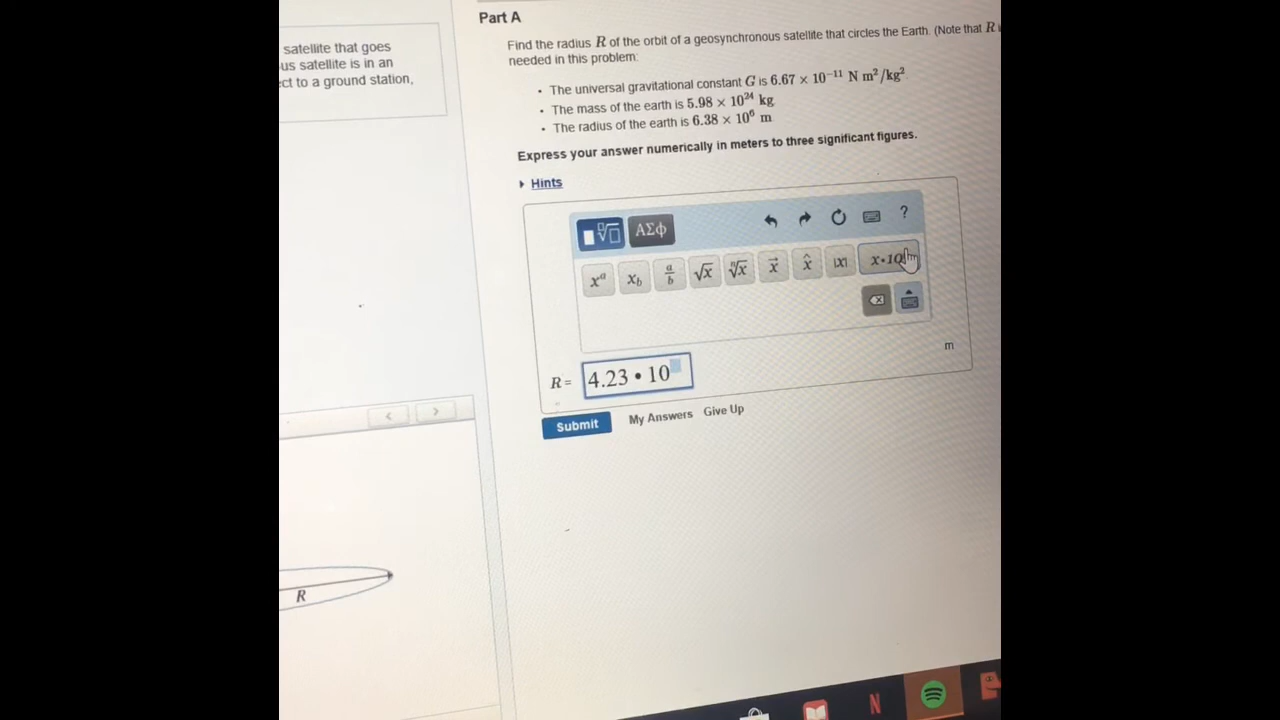 Part A
satellite that goes
us satellite is in an
ct to a ground station,
Find the radius R of the orbit of a geosynchronous satellite that circles the Earth. (Note that R
needed in this problem:
• The universal gravitational constant G is 6.67 × 10⁻¹¹ N m²/kg².
• The mass of the earth is 5.98 × 10²⁴ kg.
• The radius of the earth is 6.38 × 10⁶ m.
Express your answer numerically in meters to three significant figures.
Hints
ΑΣϕ
?
xᵃ x_b a/b √x ⁿ√x x⃗ x̂ |X| X•10
m
R = 4.23 • 10
Submit My Answers Give Up
< >
R
N